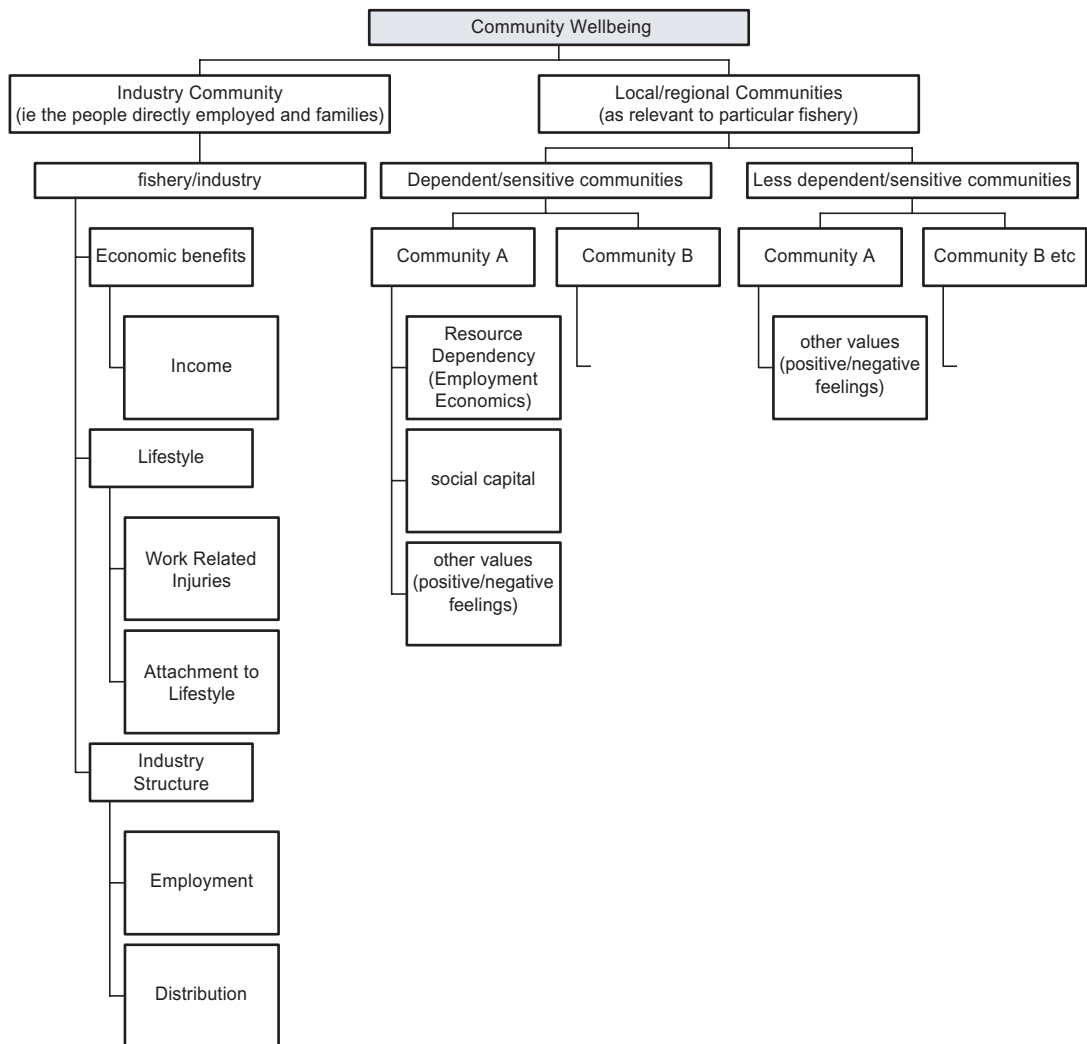 Community Wellbeing
Industry Community
(ie the people directly employed and families)
Local/regional Communities
(as relevant to particular fishery)
fishery/industry
Dependent/sensitive communities
Less dependent/sensitive communities
Economic benefits
Community A
Community B
Community A
Community B etc
Income
Resource
Dependency
(Employment
Economics)
other values
(positive/negative
feelings)
Lifestyle
social capital
Work Related
Injuries
other values
(positive/negative
feelings)
Attachment to
Lifestyle
Industry
Structure
Employment
Distribution